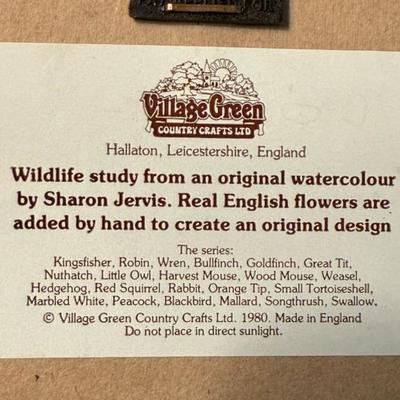 Village Green
COUNTRY CRAFTS LTD
Hallaton, Leicestershire, England
Wildlife study from an original watercolour
by Sharon Jervis. Real English flowers are
added by hand to create an original design
The series:
Kingsfisher, Robin, Wren, Bullfinch, Goldfinch, Great Tit,
Nuthatch, Little Owl, Harvest Mouse, Wood Mouse, Weasel,
Hedgehog, Red Squirrel, Rabbit, Orange Tip, Small Tortoiseshell,
Marbled White, Peacock, Blackbird, Mallard, Songthrush, Swallow.
© Village Green Country Crafts Ltd. 1980. Made in England
Do not place in direct sunlight.